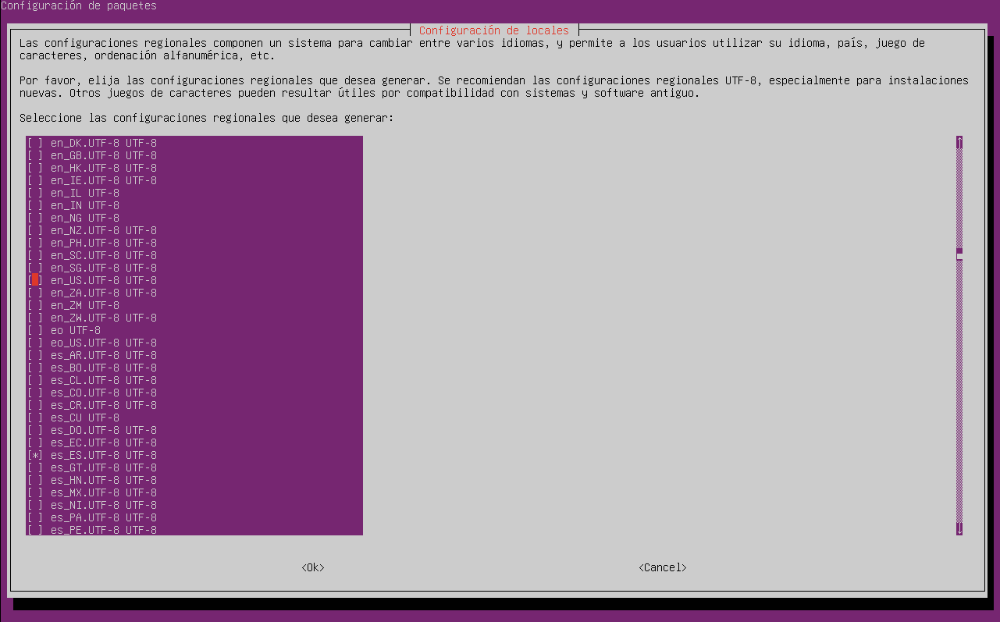 Configuración de paquetes
Configuración de locales
Las configuraciones regionales componen un sistema para cambiar entre varios idiomas, y permite a los usuarios utilizar su idioma, país, juego de
caracteres, ordenación alfanumérica, etc.
Por favor, elija las configuraciones regionales que desea generar. Se recomiendan las configuraciones regionales UTF-8, especialmente para instalaciones
nuevas. Otros juegos de caracteres pueden resultar útiles por compatibilidad con sistemas y software antiguo.
Seleccione las configuraciones regionales que desea generar:
[ ] en_DK.UTF-8 UTF-8
[ ] en_GB.UTF-8 UTF-8
[ ] en_HK.UTF-8 UTF-8
[ ] en_IE.UTF-8 UTF-8
[ ] en_IL UTF-8
[ ] en_IN UTF-8
[ ] en_NG UTF-8
[ ] en_NZ.UTF-8 UTF-8
[ ] en_PH.UTF-8 UTF-8
[ ] en_SC.UTF-8 UTF-8
[ ] en_SG.UTF-8 UTF-8
[ ] en_US.UTF-8 UTF-8
[ ] en_ZA.UTF-8 UTF-8
[ ] en_ZM UTF-8
[ ] en_ZW.UTF-8 UTF-8
[ ] eo UTF-8
[ ] eo_US.UTF-8 UTF-8
[ ] es_AR.UTF-8 UTF-8
[ ] es_BO.UTF-8 UTF-8
[ ] es_CL.UTF-8 UTF-8
[ ] es_CO.UTF-8 UTF-8
[ ] es_CR.UTF-8 UTF-8
[ ] es_CU UTF-8
[ ] es_DO.UTF-8 UTF-8
[ ] es_EC.UTF-8 UTF-8
[*] es_ES.UTF-8 UTF-8
[ ] es_GT.UTF-8 UTF-8
[ ] es_HN.UTF-8 UTF-8
[ ] es_MX.UTF-8 UTF-8
[ ] es_NI.UTF-8 UTF-8
[ ] es_PA.UTF-8 UTF-8
[ ] es_PE.UTF-8 UTF-8
<Ok> <Cancel>